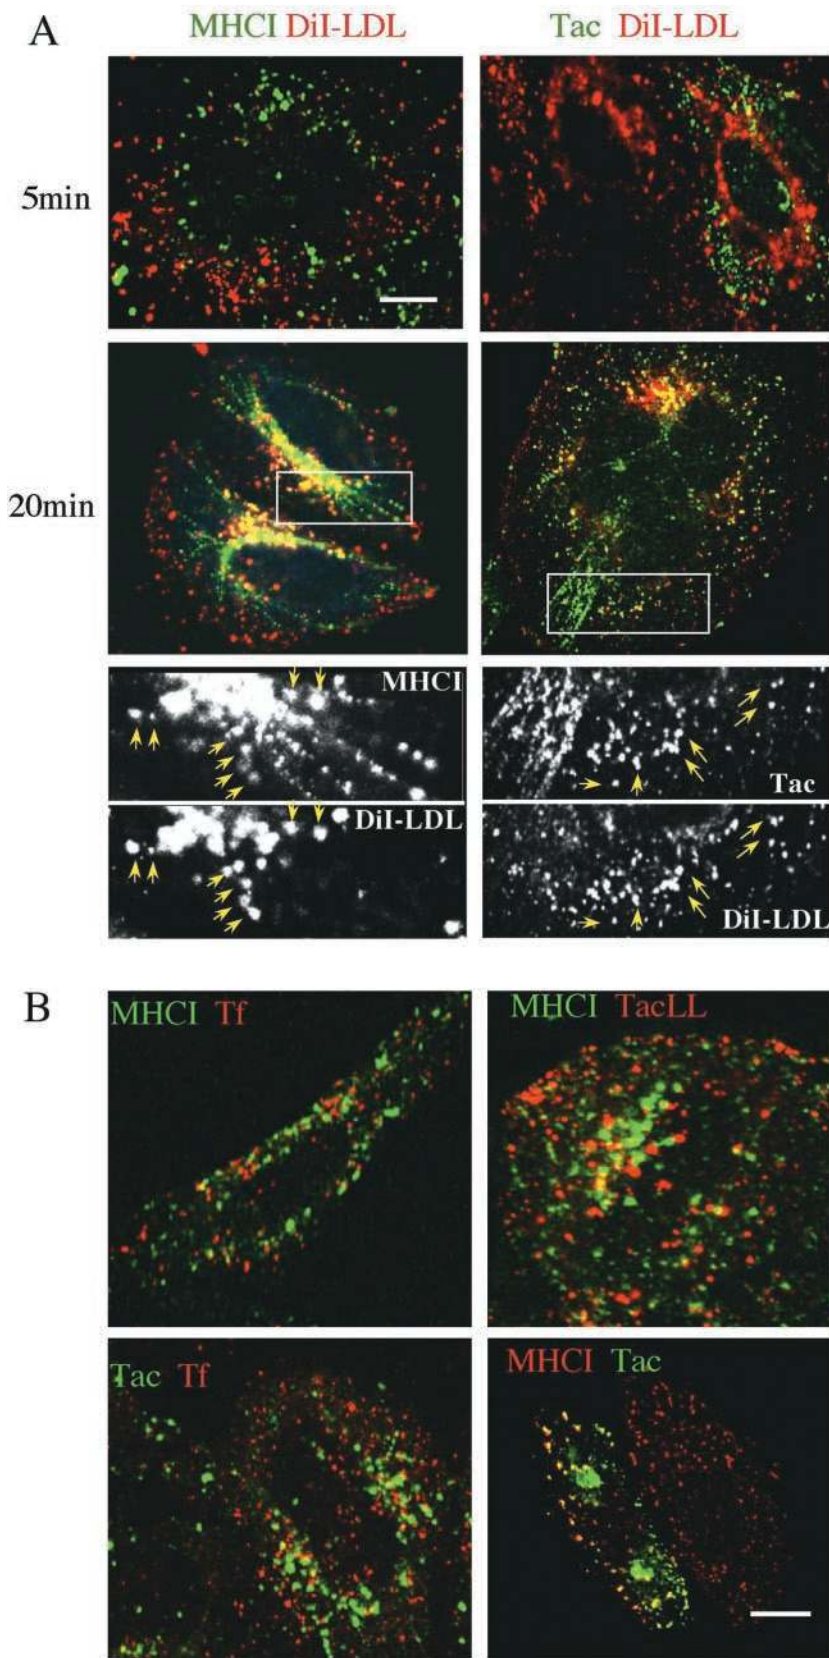 A
MHCI DiI-LDL
Tac DiI-LDL
5min
20min
MHCI
Tac
DiI-LDL
DiI-LDL
B
MHCI Tf
MHCI TacLL
Tac Tf
MHCI Tac